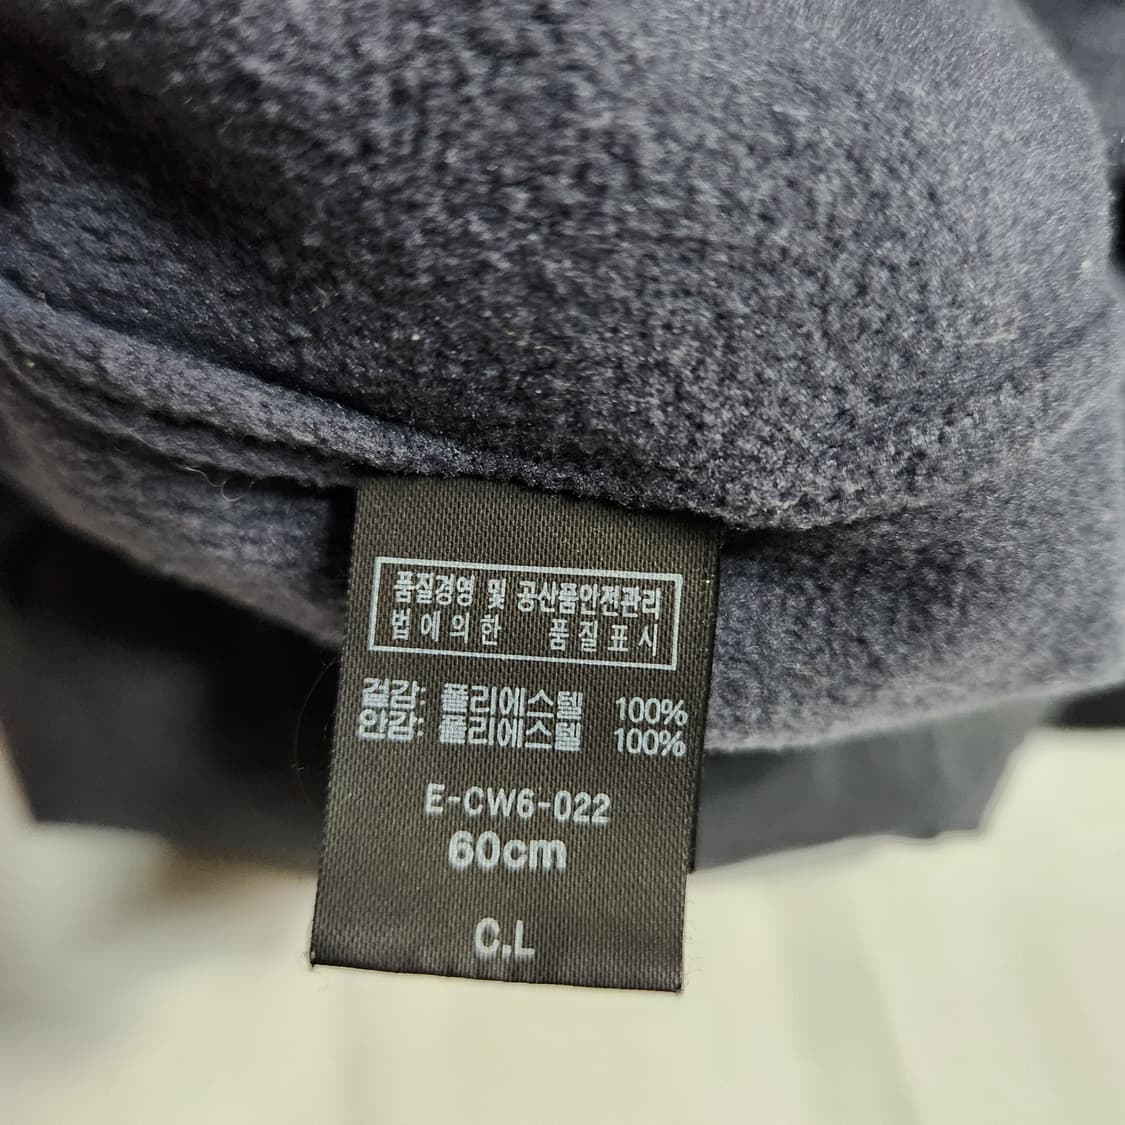 품질경영 및 공산품안전관리
법에의한 품질표시
겉감: 폴리에스텔 100%
안감: 폴리에스텔 100%
E-CW6-022
60cm
C.L